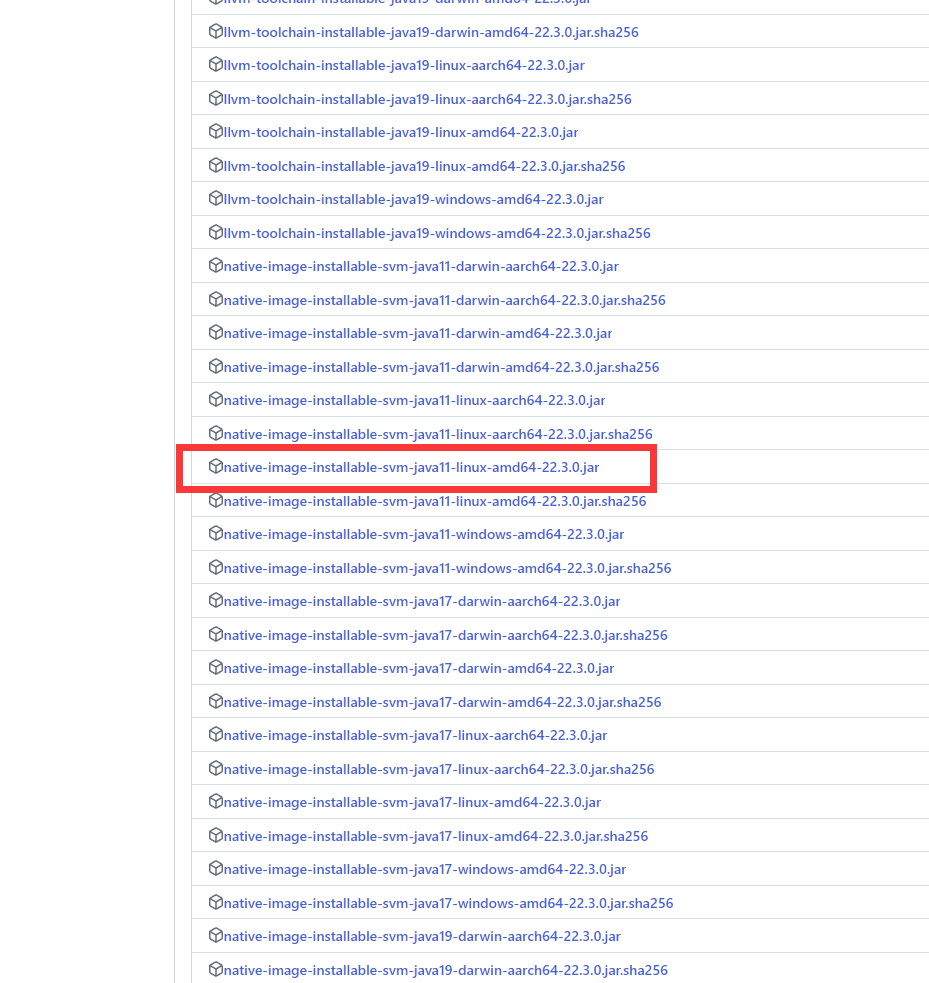 llvm-toolchain-installable-java19-darwin-amd64-22.3.0.jar
llvm-toolchain-installable-java19-darwin-amd64-22.3.0.jar.sha256
llvm-toolchain-installable-java19-linux-aarch64-22.3.0.jar
llvm-toolchain-installable-java19-linux-aarch64-22.3.0.jar.sha256
llvm-toolchain-installable-java19-linux-amd64-22.3.0.jar
llvm-toolchain-installable-java19-linux-amd64-22.3.0.jar.sha256
llvm-toolchain-installable-java19-windows-amd64-22.3.0.jar
llvm-toolchain-installable-java19-windows-amd64-22.3.0.jar.sha256
native-image-installable-svm-java11-darwin-aarch64-22.3.0.jar
native-image-installable-svm-java11-darwin-aarch64-22.3.0.jar.sha256
native-image-installable-svm-java11-darwin-amd64-22.3.0.jar
native-image-installable-svm-java11-darwin-amd64-22.3.0.jar.sha256
native-image-installable-svm-java11-linux-aarch64-22.3.0.jar
native-image-installable-svm-java11-linux-aarch64-22.3.0.jar.sha256
native-image-installable-svm-java11-linux-amd64-22.3.0.jar
native-image-installable-svm-java11-linux-amd64-22.3.0.jar.sha256
native-image-installable-svm-java11-windows-amd64-22.3.0.jar
native-image-installable-svm-java11-windows-amd64-22.3.0.jar.sha256
native-image-installable-svm-java17-darwin-aarch64-22.3.0.jar
native-image-installable-svm-java17-darwin-aarch64-22.3.0.jar.sha256
native-image-installable-svm-java17-darwin-amd64-22.3.0.jar
native-image-installable-svm-java17-darwin-amd64-22.3.0.jar.sha256
native-image-installable-svm-java17-linux-aarch64-22.3.0.jar
native-image-installable-svm-java17-linux-aarch64-22.3.0.jar.sha256
native-image-installable-svm-java17-linux-amd64-22.3.0.jar
native-image-installable-svm-java17-linux-amd64-22.3.0.jar.sha256
native-image-installable-svm-java17-windows-amd64-22.3.0.jar
native-image-installable-svm-java17-windows-amd64-22.3.0.jar.sha256
native-image-installable-svm-java19-darwin-aarch64-22.3.0.jar
native-image-installable-svm-java19-darwin-aarch64-22.3.0.jar.sha256